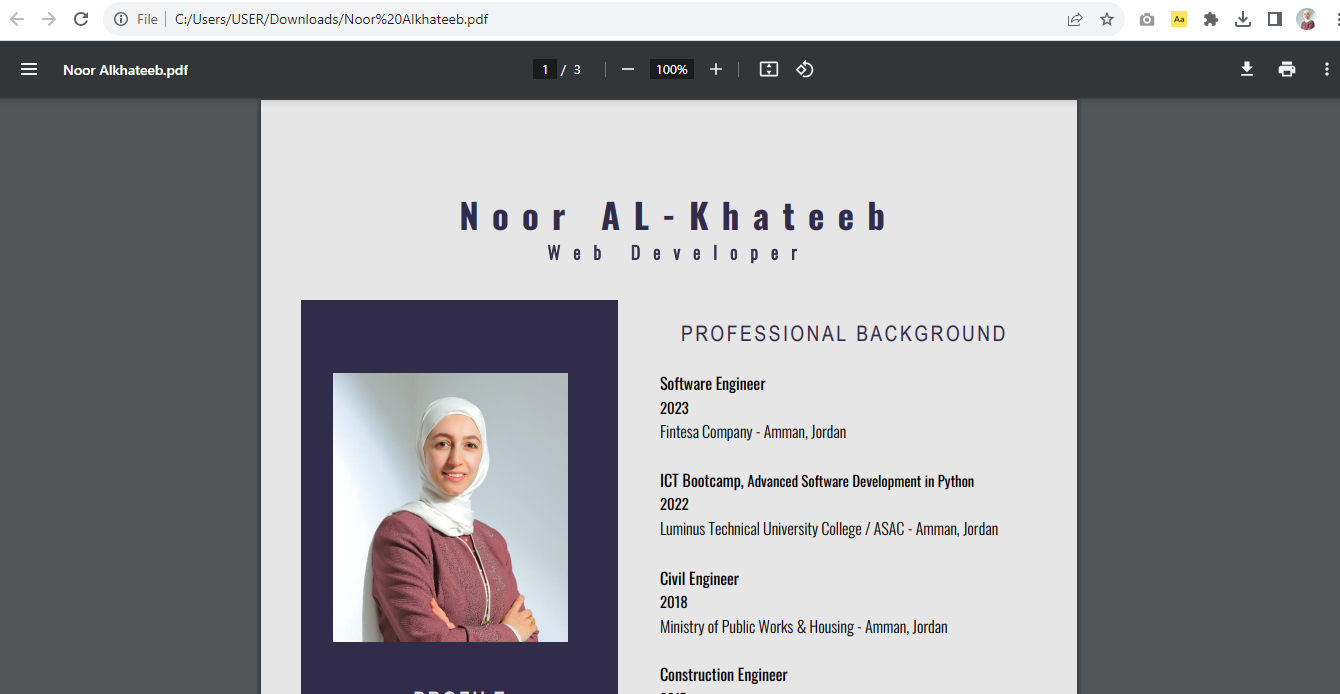 File
C:/Users/USER/Downloads/Noor%20Alkhateeb.pdf
Aa
Noor Alkhateeb.pdf
1 / 3
100%
Noor AL-Khateeb
Web Developer
PROFESSIONAL BACKGROUND
Software Engineer
2023
Fintesa Company - Amman, Jordan
ICT Bootcamp, Advanced Software Development in Python
2022
Luminus Technical University College / ASAC - Amman, Jordan
Civil Engineer
2018
Ministry of Public Works & Housing - Amman, Jordan
Construction Engineer
PROFILE